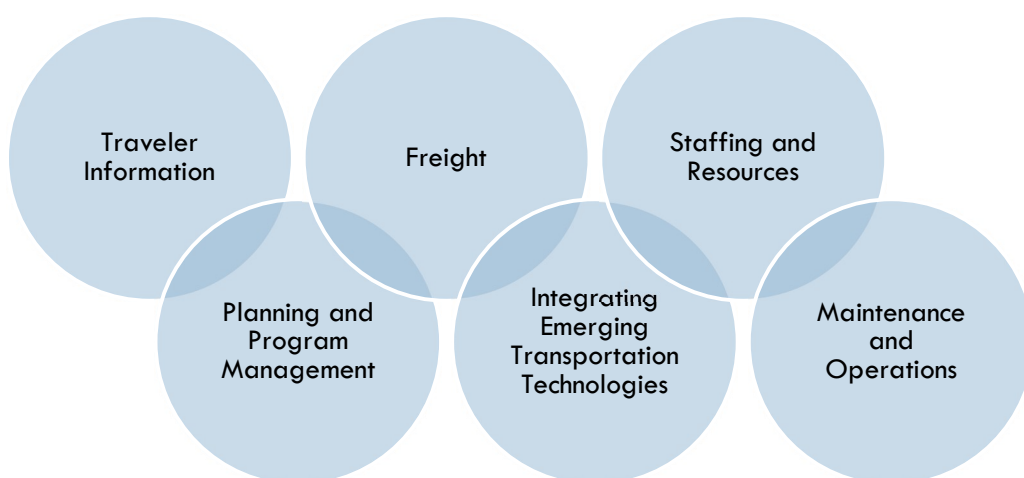 Traveler
Information
Freight
Staffing and
Resources
Planning and
Program
Management
Integrating
Emerging
Transportation
Technologies
Maintenance
and
Operations